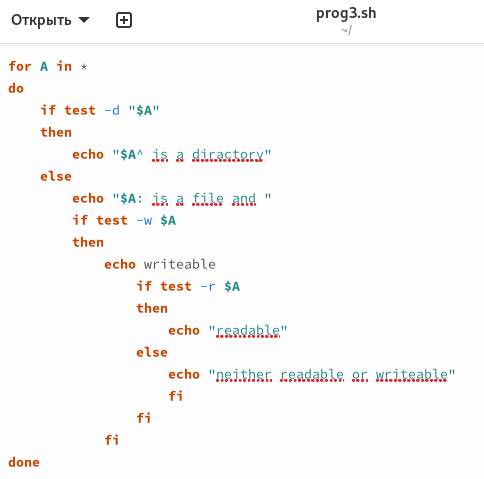 Открыть
prog3.sh
~/
for A in *
do
    if test -d "$A"
    then
        echo "$A^ is a diractory"
    else
        echo "$A: is a file and "
        if test -w $A
        then
            echo writeable
                if test -r $A
                then
                    echo "readable"
                else
                    echo "neither readable or writeable"
                    fi
                fi
            fi
done